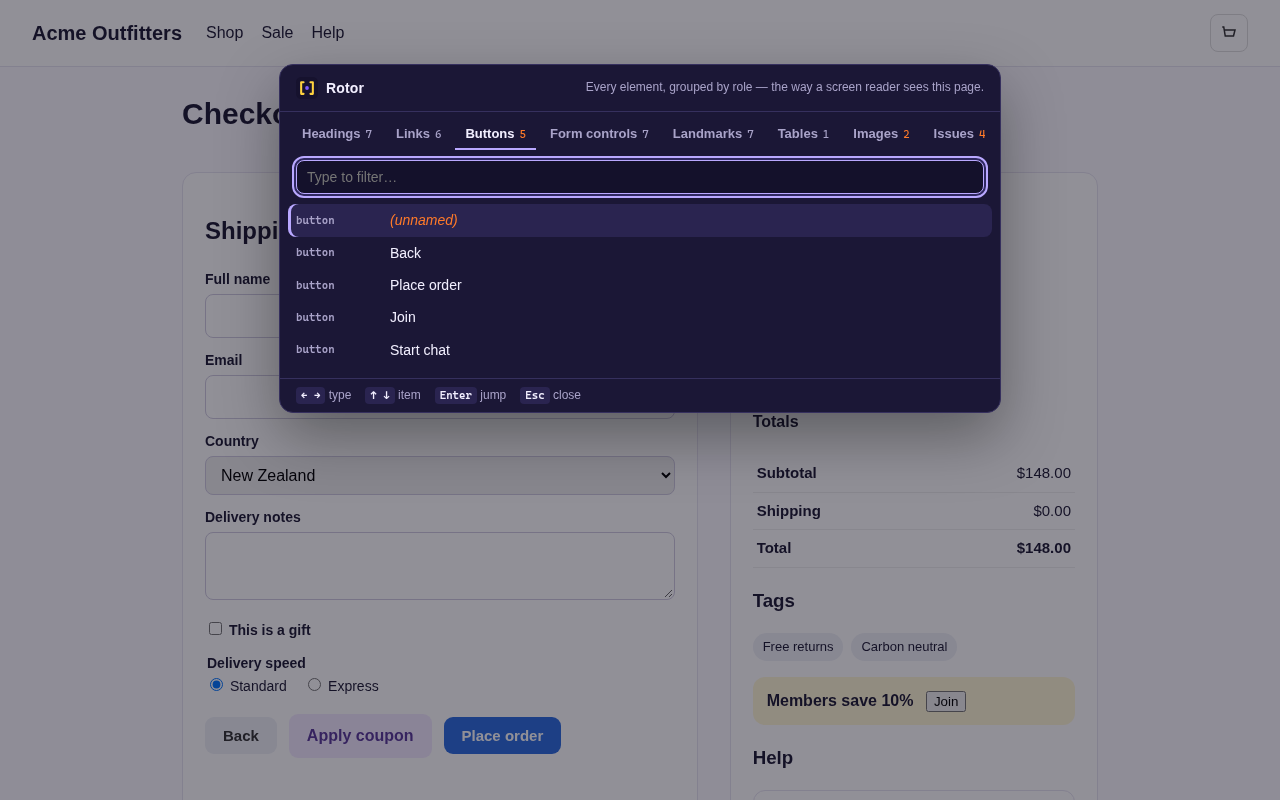 Acme Outfitters Shop Sale Help
Rotor Every element, grouped by role — the way a screen reader sees this page.
Headings 7 Links 6 Buttons 5 Form controls 7 Landmarks 7 Tables 1 Images 2 Issues 4
Type to filter…
button (unnamed)
button Back
button Place order
button Join
button Start chat
← → type ↑ ↓ item Enter jump Esc close
Full name
Email
Country
New Zealand
Delivery notes
This is a gift
Delivery speed
Standard Express
Back Apply coupon Place order
Totals
Subtotal $148.00
Shipping $0.00
Total $148.00
Tags
Free returns Carbon neutral
Members save 10% Join
Help